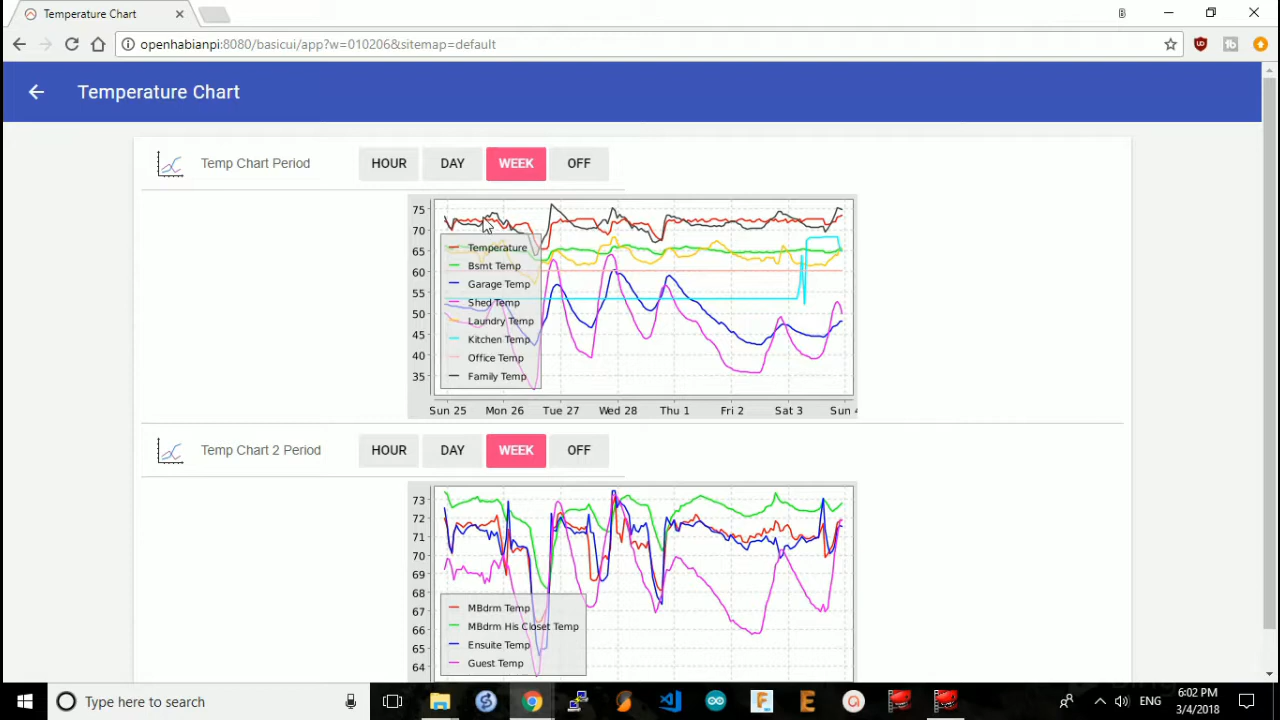 Temperature Chart
openhabianpi:8080/basicui/app?w=010206&sitemap=default
Temperature Chart
Temp Chart Period HOUR DAY WEEK OFF
75
70
65
60
55
50
45
40
35
Temperature
Bsmt Temp
Garage Temp
Shed Temp
Laundry Temp
Kitchen Temp
Office Temp
Family Temp
Sun 25 Mon 26 Tue 27 Wed 28 Thu 1 Fri 2 Sat 3 Sun 4
Temp Chart 2 Period HOUR DAY WEEK OFF
73
72
71
70
69
68
67
66
65
64
MBdrm Temp
MBdrm His Closet Temp
Ensuite Temp
Guest Temp
Type here to search
ENG
6:02 PM
3/4/2018